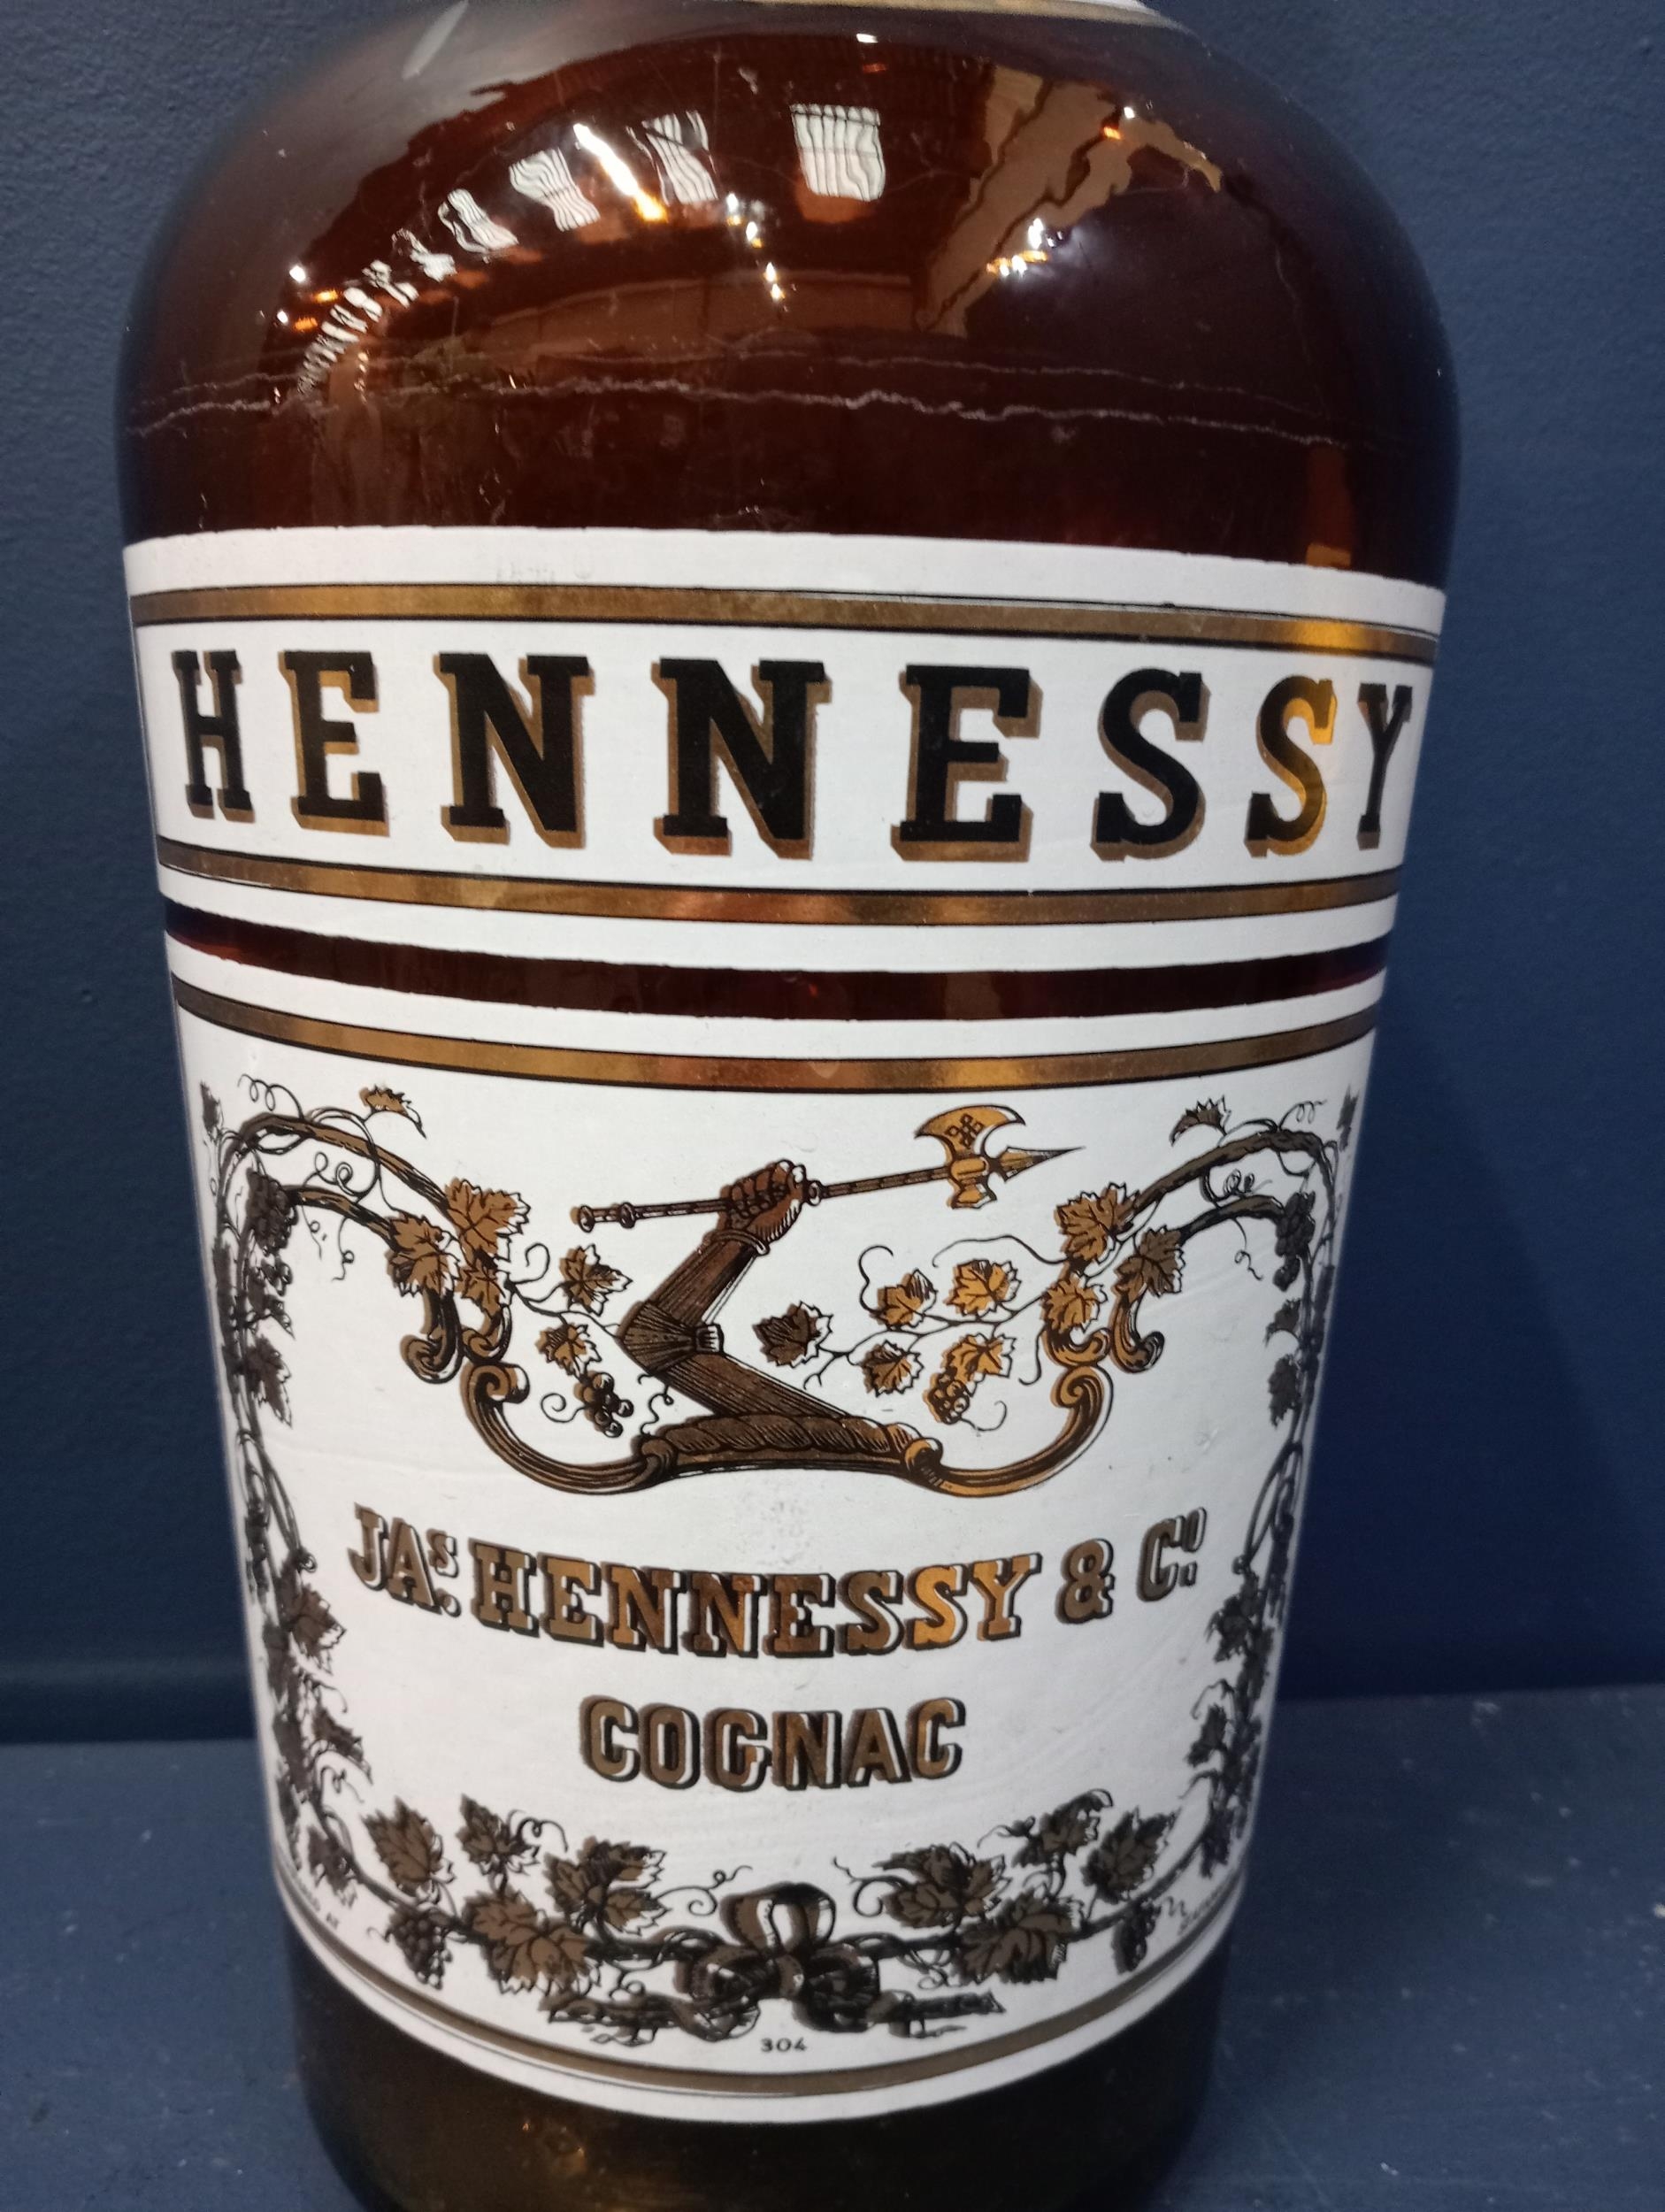 HENNESSY
JAS. HENNESSY & Co
COGNAC
304